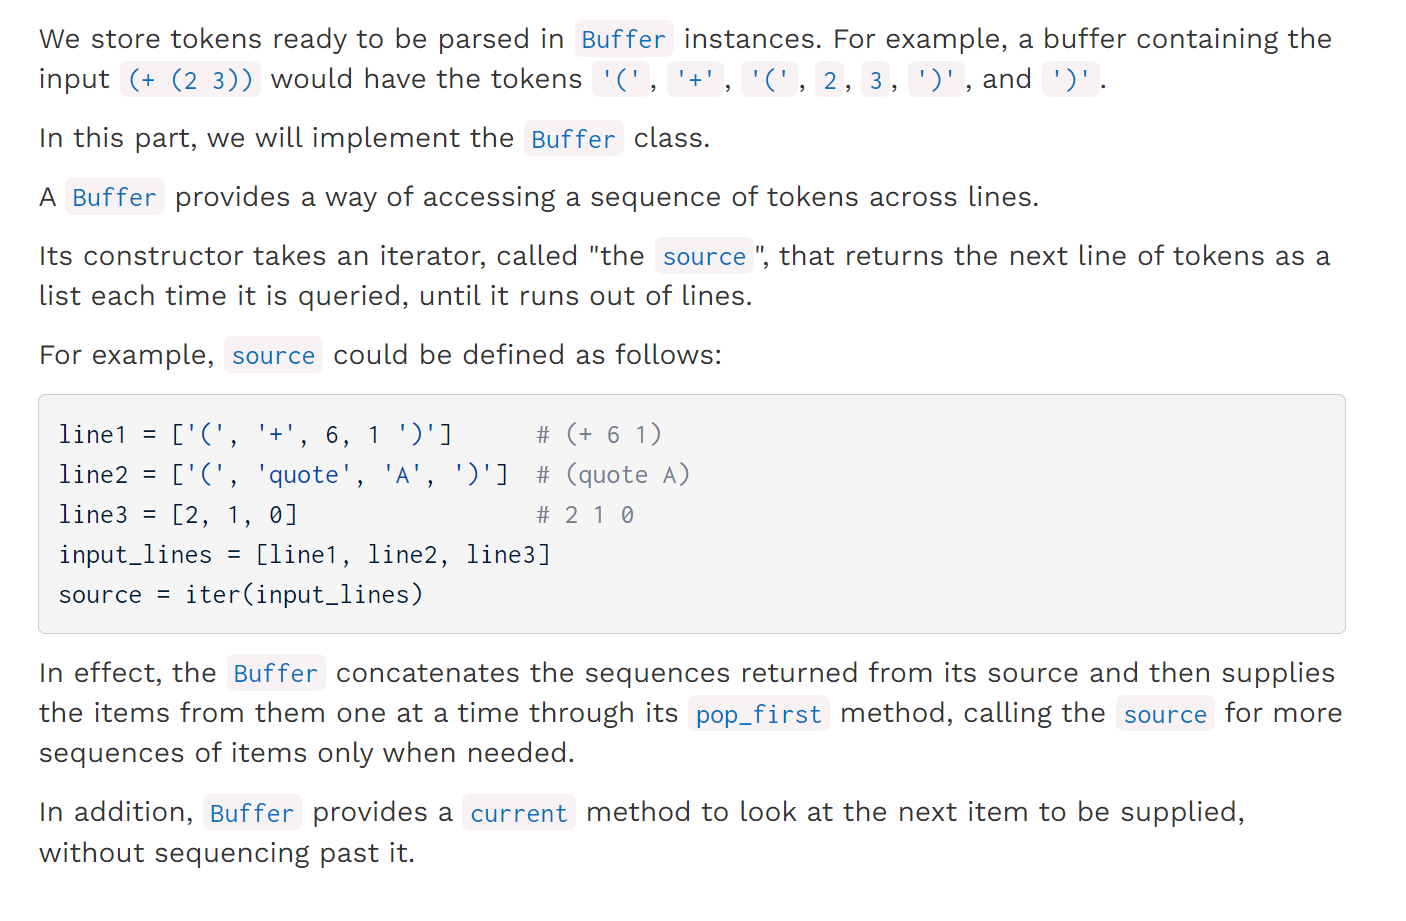 We store tokens ready to be parsed in Buffer instances. For example, a buffer containing the
input (+ (2 3)) would have the tokens '(', '+', '(', 2, 3, ')', and ')'.
In this part, we will implement the Buffer class.
A Buffer provides a way of accessing a sequence of tokens across lines.
Its constructor takes an iterator, called "the source", that returns the next line of tokens as a
list each time it is queried, until it runs out of lines.
For example, source could be defined as follows:
line1 = ['(', '+', 6, 1 ')']      # (+ 6 1)
line2 = ['(', 'quote', 'A', ')']  # (quote A)
line3 = [2, 1, 0]                 # 2 1 0
input_lines = [line1, line2, line3]
source = iter(input_lines)
In effect, the Buffer concatenates the sequences returned from its source and then supplies
the items from them one at a time through its pop_first method, calling the source for more
sequences of items only when needed.
In addition, Buffer provides a current method to look at the next item to be supplied,
without sequencing past it.